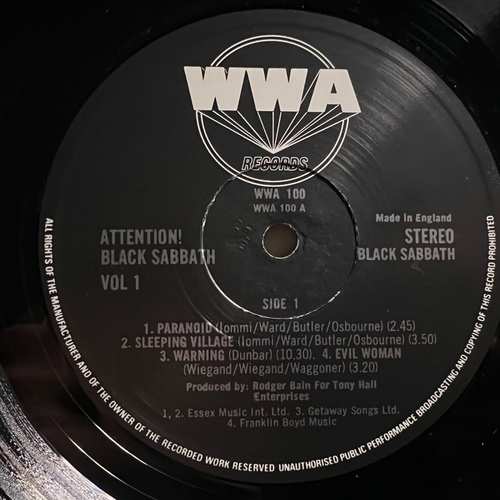 WWA
RECORDS
WWA 100
WWA 100 A
Made in England
ATTENTION!
BLACK SABBATH
VOL 1
STEREO
BLACK SABBATH
SIDE 1
1. PARANOID (Iommi/Ward/Butler/Osbourne) (2.45)
2. SLEEPING VILLAGE (Iommi/Ward/Butler/Osbourne) (3.50)
3. WARNING (Dunbar) (10.30). 4. EVIL WOMAN
(Wiegand/Wiegand/Waggoner) (3.20)
Produced by: Rodger Bain For Tony Hall
Enterprises
1, 2. Essex Music Int. Ltd. 3. Getaway Songs Ltd.
4. Franklin Boyd Music
ALL RIGHTS OF THE MANUFACTURER AND OF THE OWNER OF THE RECORDED WORK RESERVED UNAUTHORISED PUBLIC PERFORMANCE BROADCASTING AND COPYING OF THIS RECORD PROHIBITED